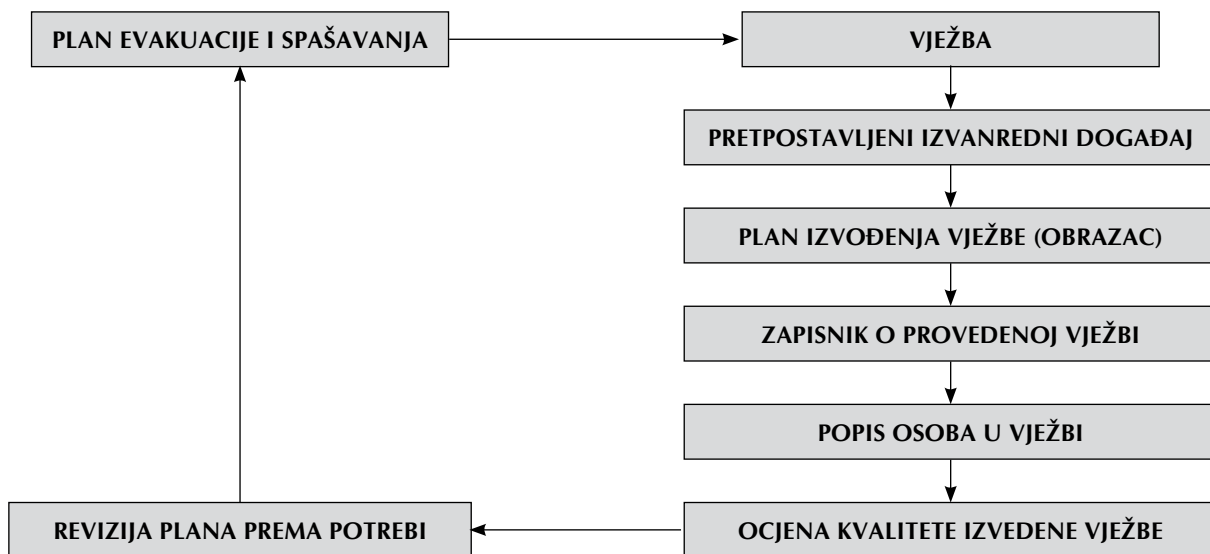 PLAN EVAKUACIJE I SPAŠAVANJA
VJEŽBA
PRETPOSTAVLJENI IZVANREDNI DOGAĐAJ
PLAN IZVOĐENJA VJEŽBE (OBRAZAC)
ZAPISNIK O PROVEDENOJ VJEŽBI
POPIS OSOBA U VJEŽBI
OCJENA KVALITETE IZVEDENE VJEŽBE
REVIZIJA PLANA PREMA POTREBI